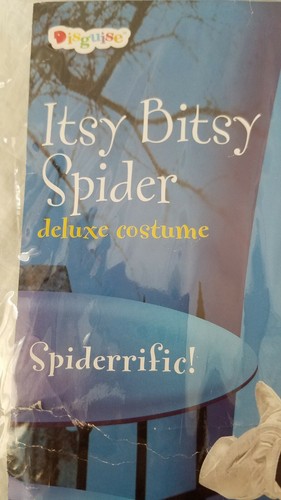 Disguise
Itsy Bitsy
Spider
deluxe costume
Spiderrific!